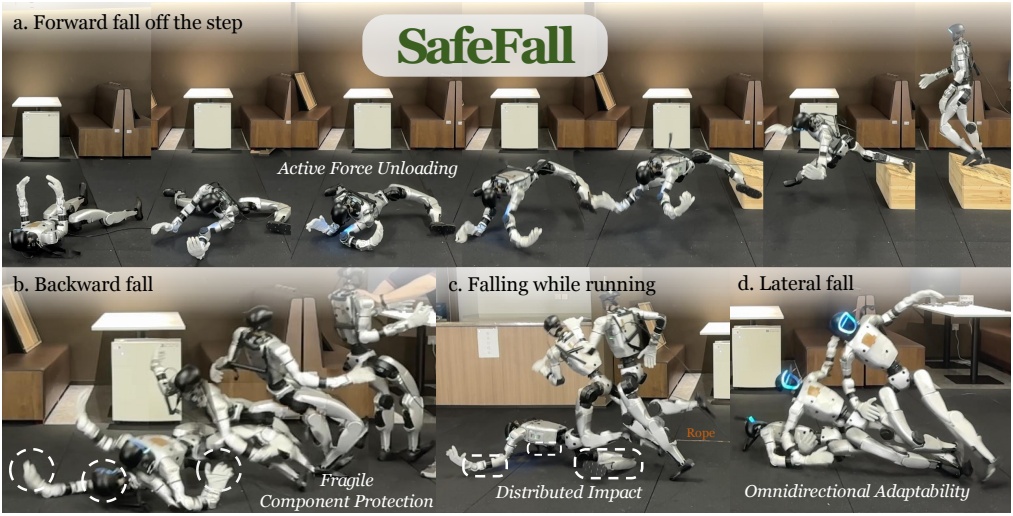 a. Forward fall off the step
SafeFall
Active Force Unloading
b. Backward fall
Fragile
Component Protection
c. Falling while running
Rope
Distributed Impact
d. Lateral fall
Omnidirectional Adaptability